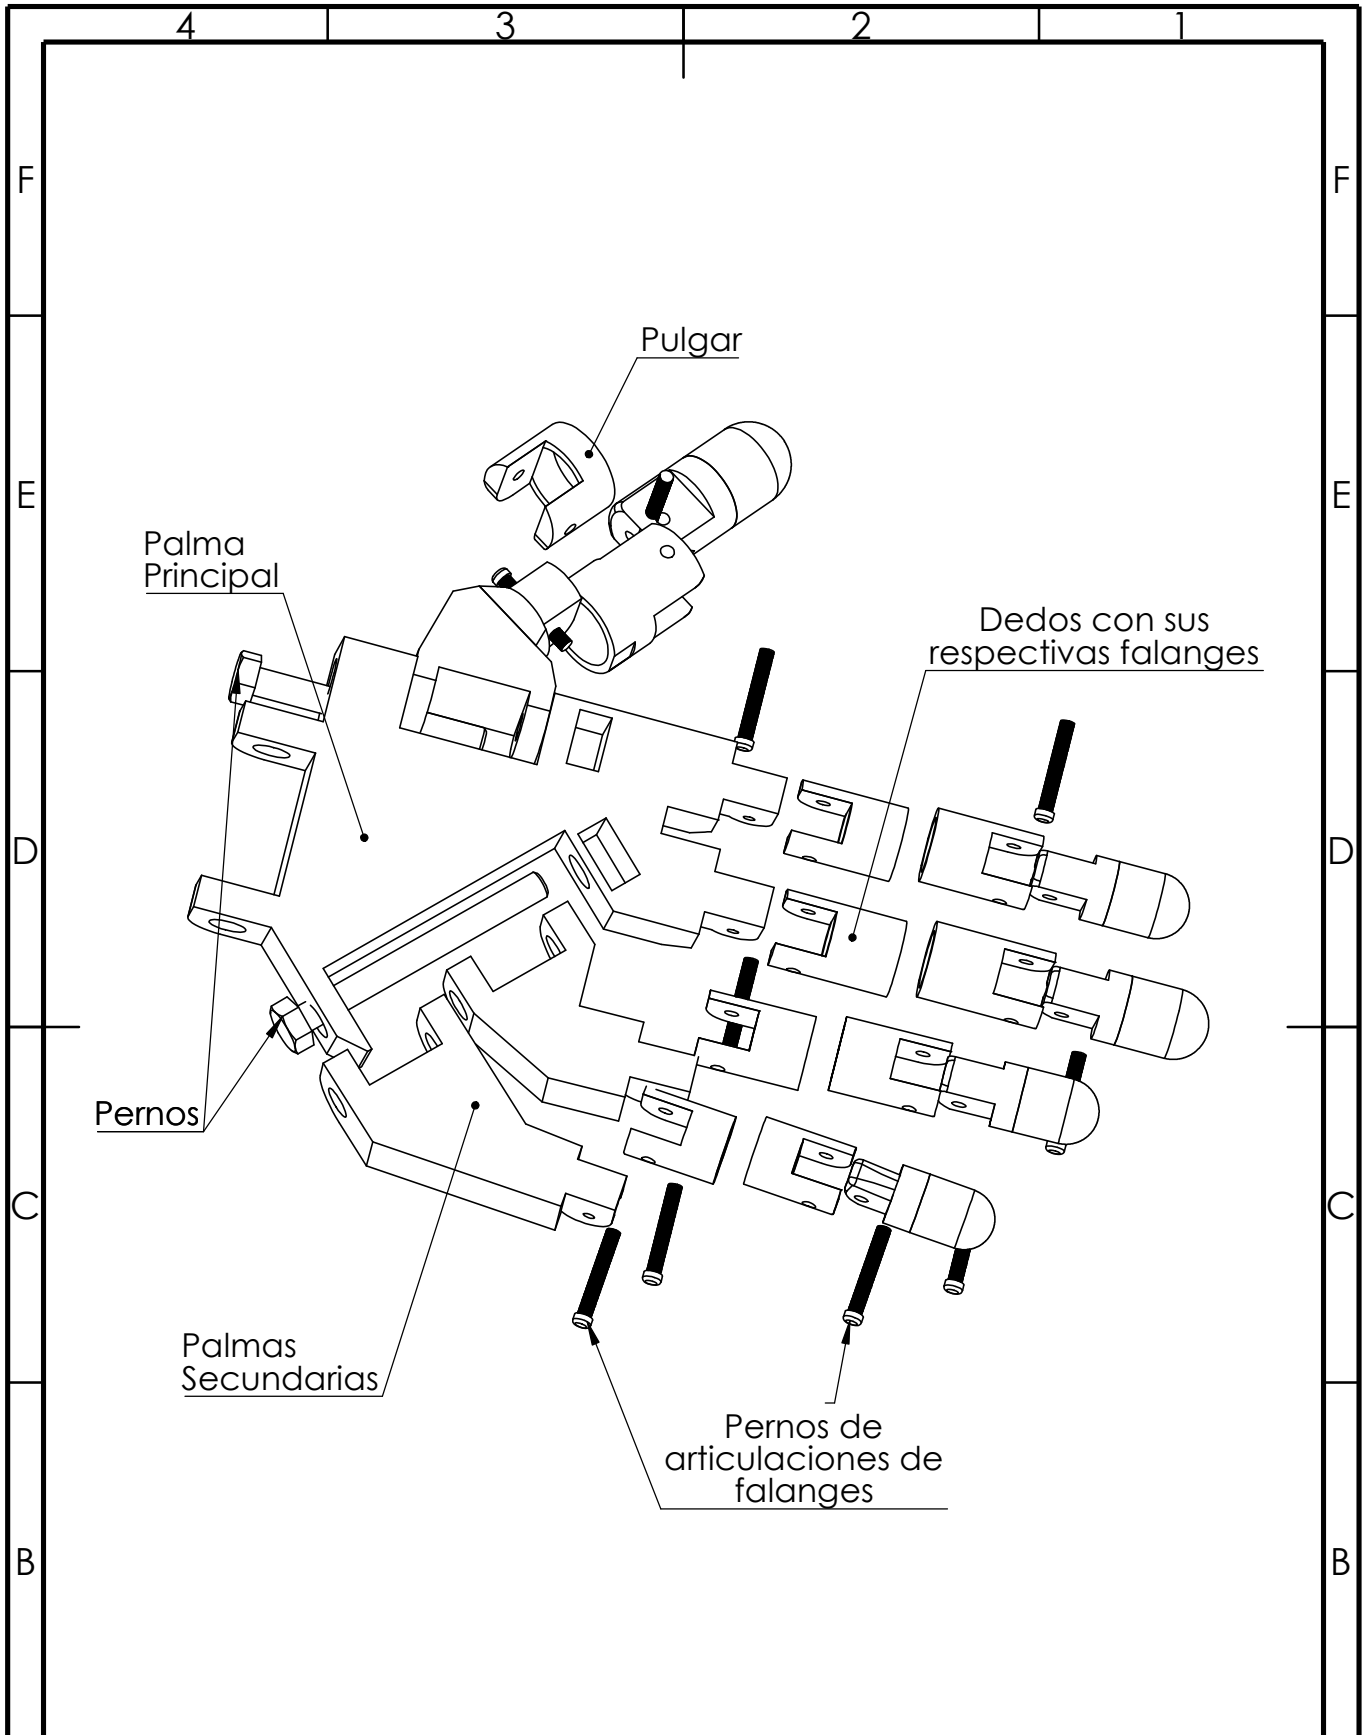 4 3 2 1
F F
Pulgar
E E
Palma
Principal
Dedos con sus
respectivas falanges
D D
Pernos
C C
Palmas
Secundarias
Pernos de
articulaciones de
falanges
B B